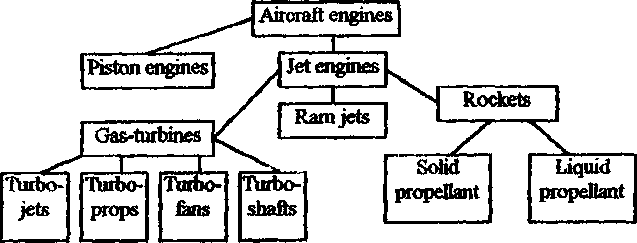 Aircraft engines
Piston engines
Jet engines
Rockets
Ram jets
Gas-turbines
Turbo-
jets
Turbo-
props
Turbo-
fans
Turbo-
shafts
Solid
propellant
Liquid
propellant